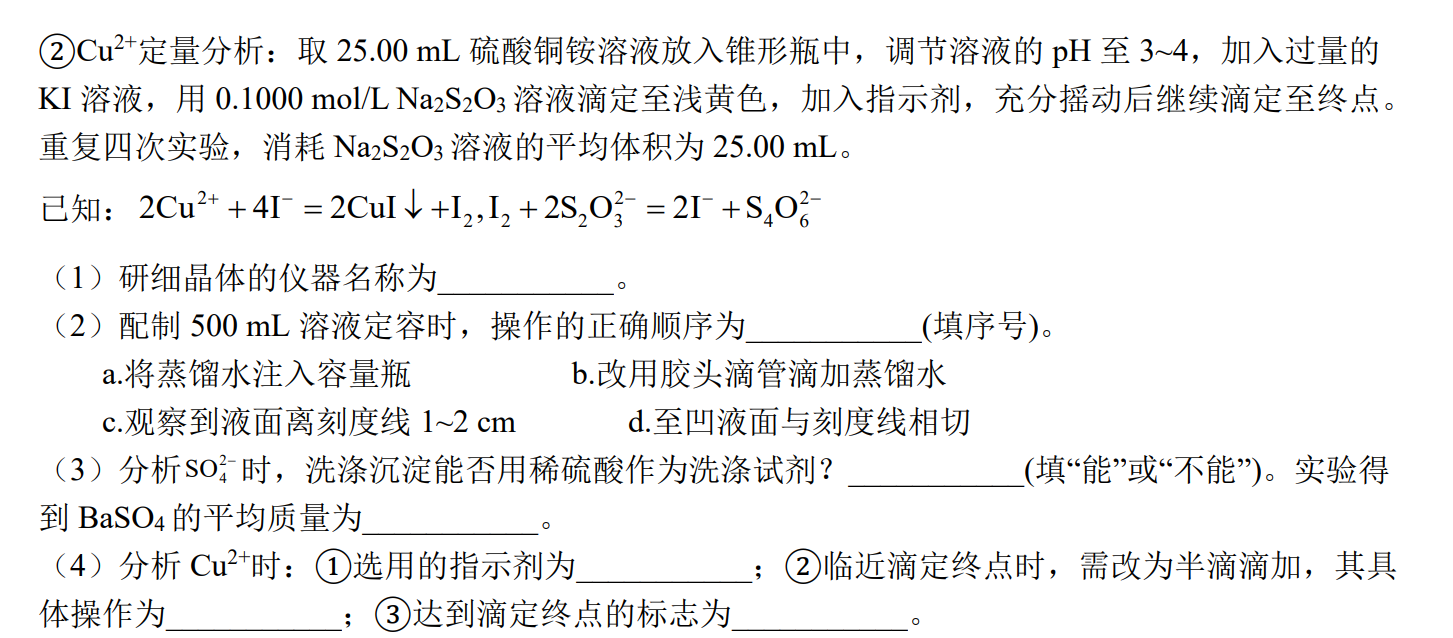 ②Cu²⁺定量分析：取 25.00 mL 硫酸铜铵溶液放入锥形瓶中，调节溶液的 pH 至 3~4，加入过量的
KI 溶液，用 0.1000 mol/L Na₂S₂O₃ 溶液滴定至浅黄色，加入指示剂，充分摇动后继续滴定至终点。
重复四次实验，消耗 Na₂S₂O₃ 溶液的平均体积为 25.00 mL。
已知：2Cu²⁺ + 4I⁻ = 2CuI↓ +I₂, I₂ + 2S₂O₃²⁻ = 2I⁻ + S₄O₆²⁻
（1）研细晶体的仪器名称为___________。
（2）配制 500 mL 溶液定容时，操作的正确顺序为___________(填序号)。
a.将蒸馏水注入容量瓶 b.改用胶头滴管滴加蒸馏水
c.观察到液面离刻度线 1~2 cm d.至凹液面与刻度线相切
（3）分析 SO₄²⁻ 时，洗涤沉淀能否用稀硫酸作为洗涤试剂？___________(填“能”或“不能”)。实验得
到 BaSO₄ 的平均质量为___________。
（4）分析 Cu²⁺时：①选用的指示剂为___________；②临近滴定终点时，需改为半滴滴加，其具
体操作为___________；③达到滴定终点的标志为___________。